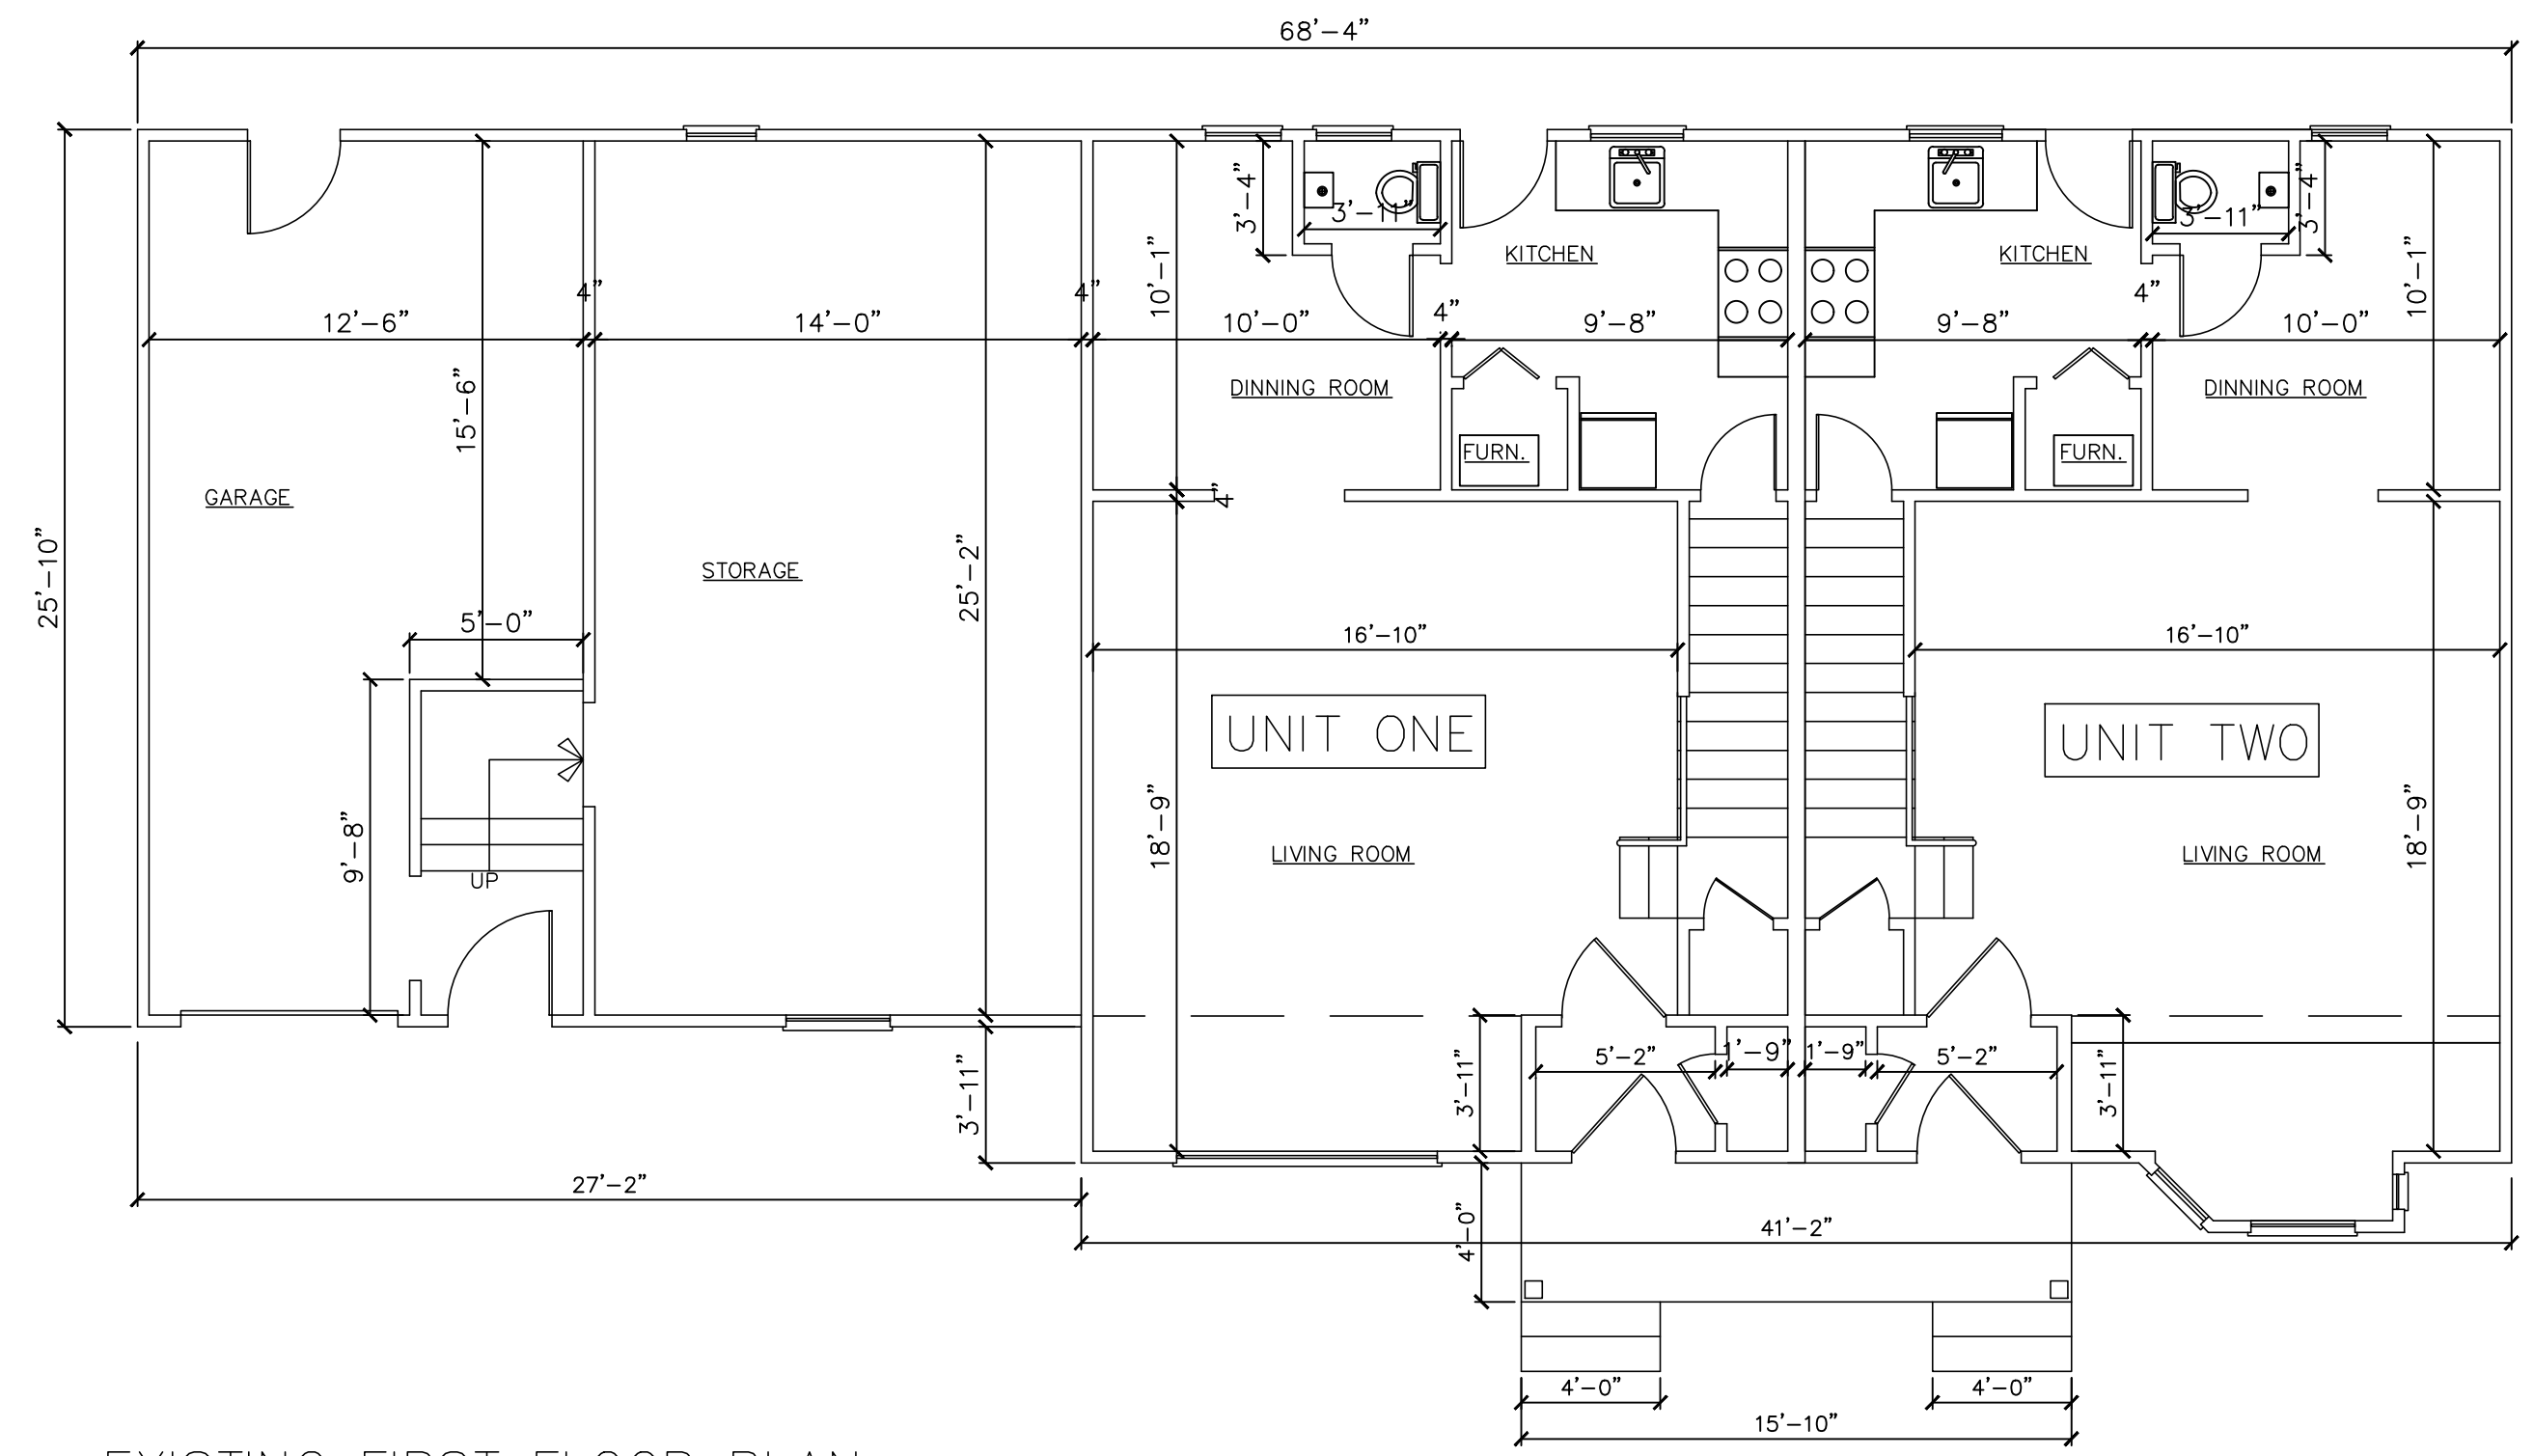 68'-4"
3'-4"
3'-11"
3'-11"
3'-4"
KITCHEN
KITCHEN
10'-1"
10'-1"
4"
4"
4"
4"
12'-6"
14'-0"
10'-0"
9'-8"
9'-8"
10'-0"
15'-6"
DINNING ROOM
DINNING ROOM
FURN.
FURN.
GARAGE
4"
25'-10"
STORAGE
25'-2"
5'-0"
16'-10"
16'-10"
UNIT ONE
UNIT TWO
9'-8"
18'-9"
LIVING ROOM
LIVING ROOM
18'-9"
UP
3'-11"
3'-11"
5'-2"
1'-9"
1'-9"
5'-2"
3'-11"
27'-2"
4'-0"
41'-2"
4'-0"
4'-0"
15'-10"
EXISTING FIRST FLOOR PLAN